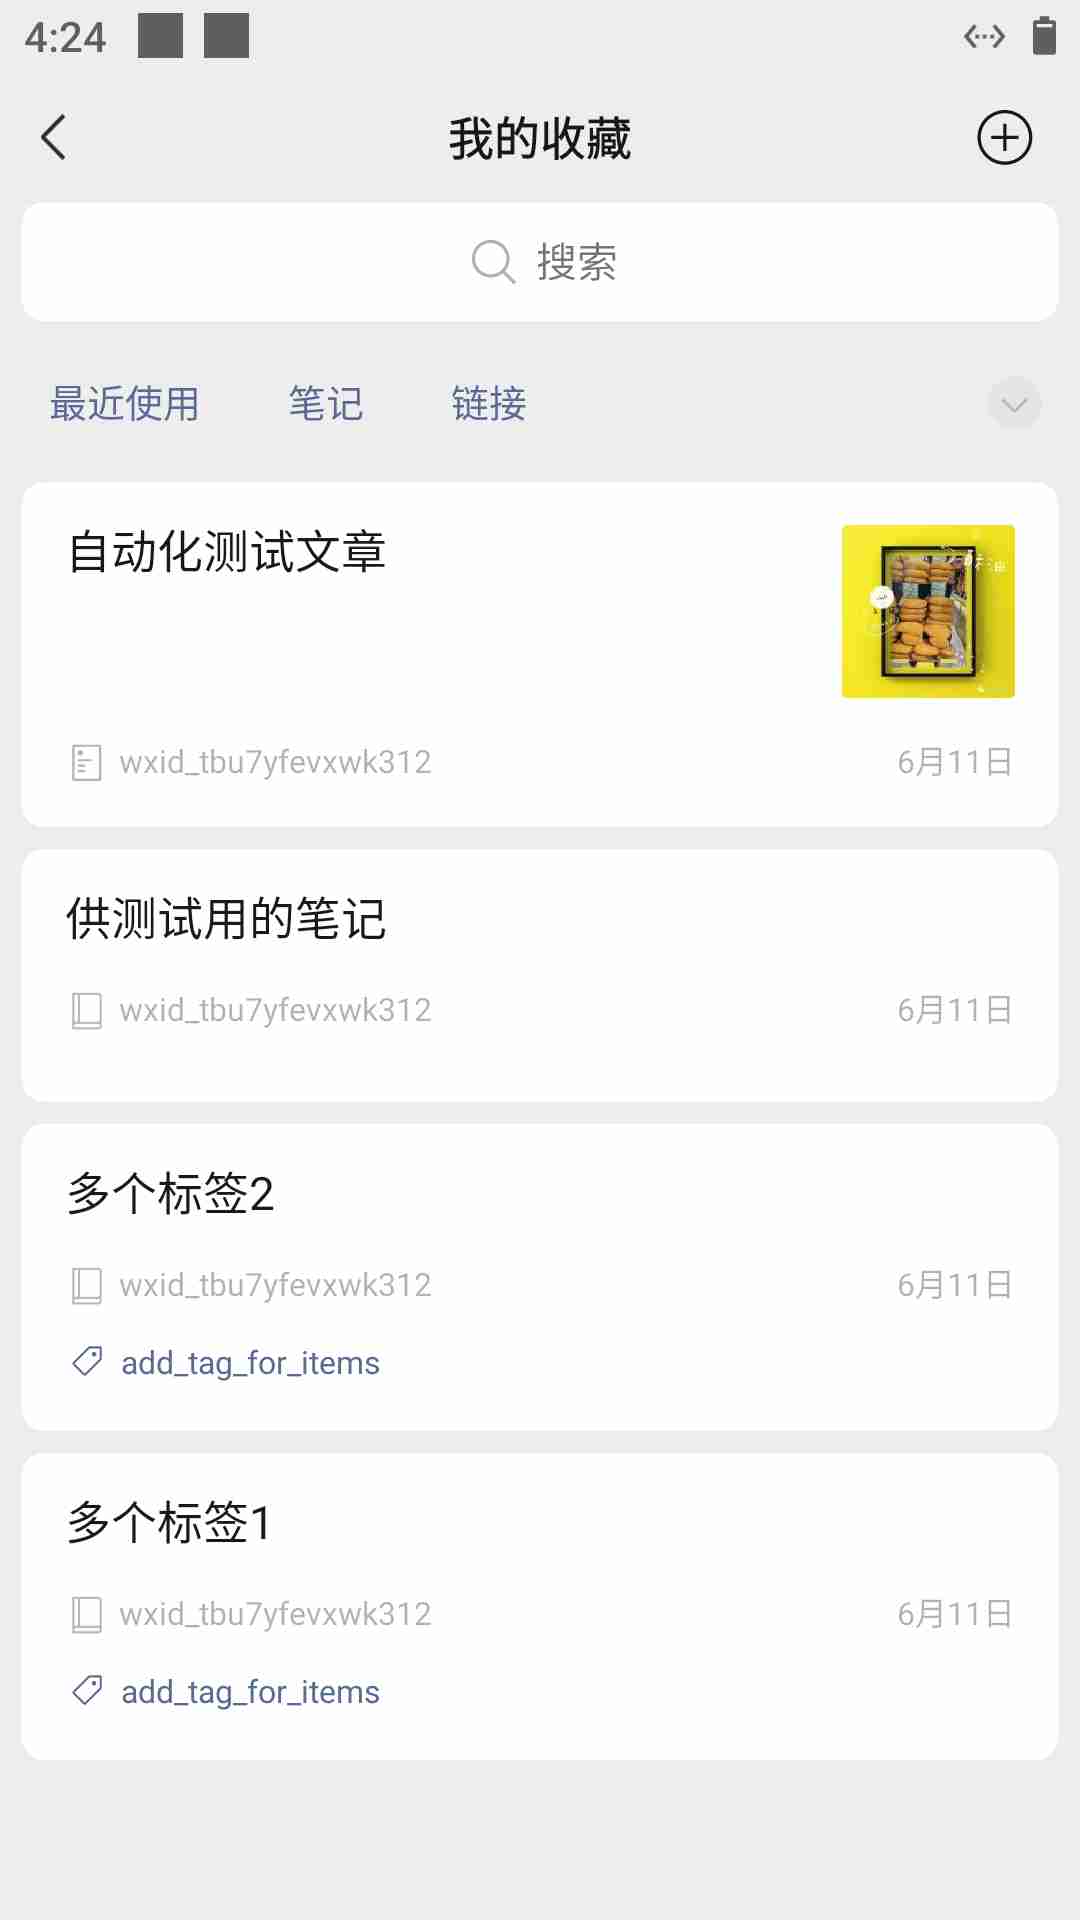 4:24
我的收藏
搜索
最近使用 笔记 链接
自动化测试文章
wxid_tbu7yfevxwk312 6月11日
供测试用的笔记
wxid_tbu7yfevxwk312 6月11日
多个标签2
wxid_tbu7yfevxwk312 6月11日
add_tag_for_items
多个标签1
wxid_tbu7yfevxwk312 6月11日
add_tag_for_items